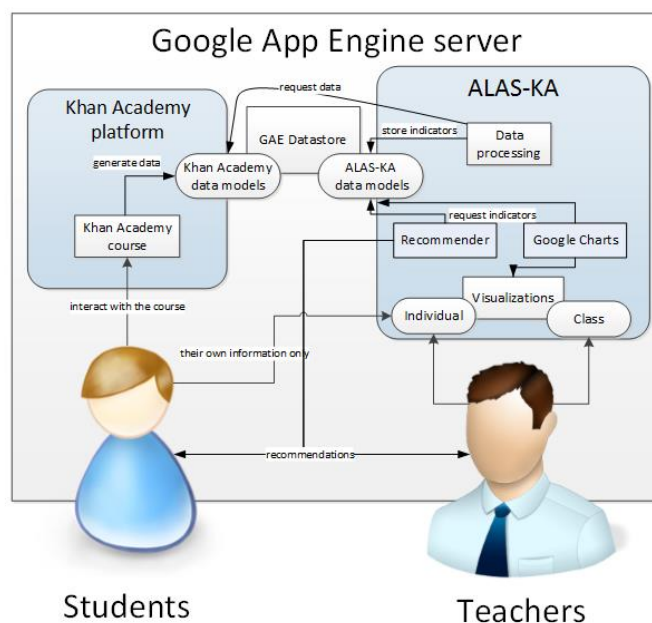 Google App Engine server
Khan Academy
platform
ALAS-KA
request data
GAE Datastore
store indicators
Data
processing
generate data
Khan Academy
data models
ALAS-KA
data models
Khan Academy
course
request indicators
Recommender
Google Charts
Visualizations
interact with the course
Individual
Class
their own information only
recommendations
Students
Teachers